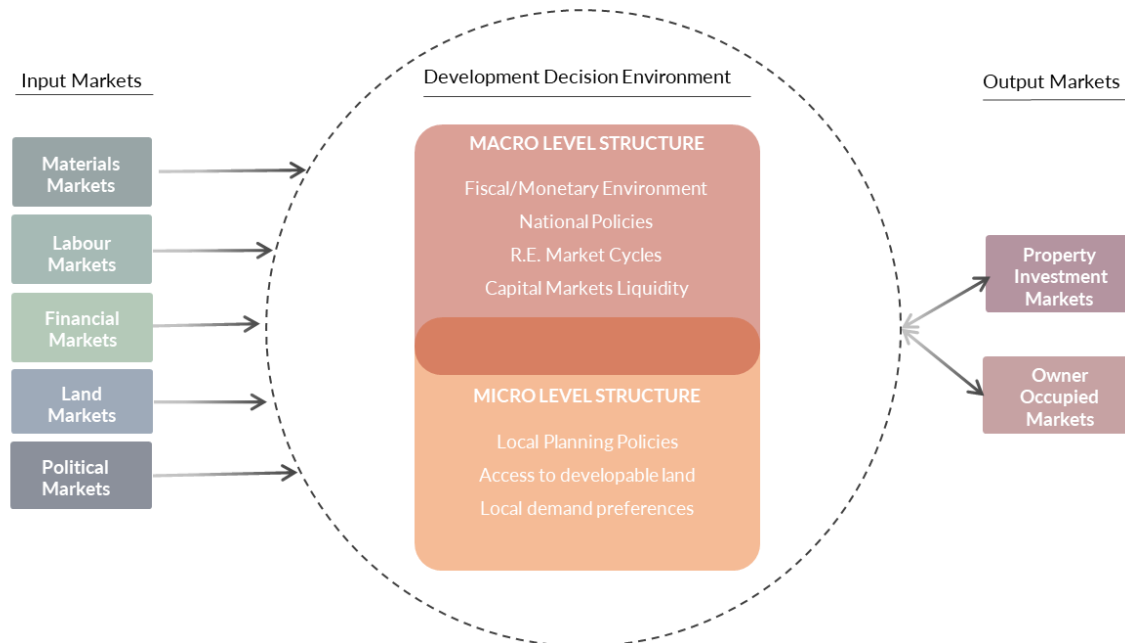 Input Markets
Materials
Markets
Labour
Markets
Financial
Markets
Land
Markets
Political
Markets
Development Decision Environment
MACRO LEVEL STRUCTURE
Fiscal/Monetary Environment
National Policies
R.E. Market Cycles
Capital Markets Liquidity
MICRO LEVEL STRUCTURE
Local Planning Policies
Access to developable land
Local demand preferences
Output Markets
Property
Investment
Markets
Owner
Occupied
Markets